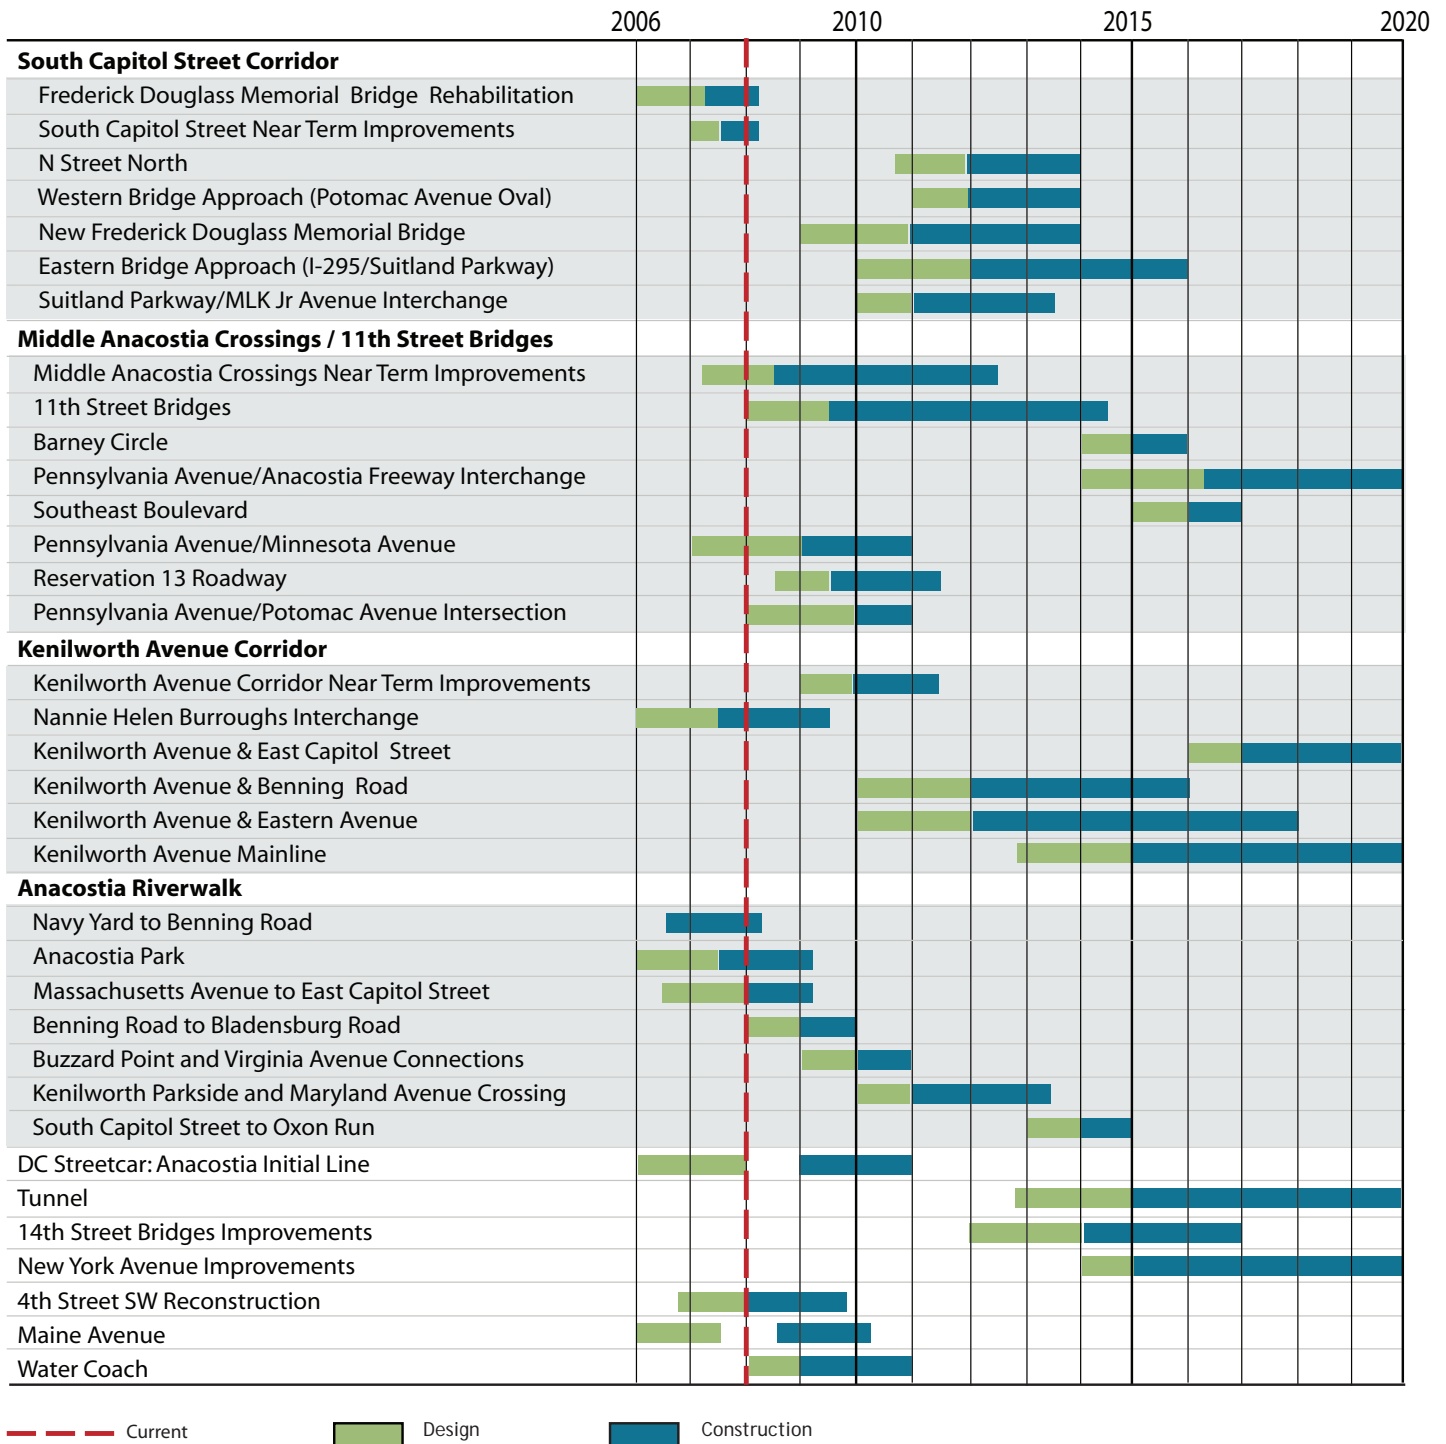 2006 2010 2015 2020
South Capitol Street Corridor
Frederick Douglass Memorial Bridge Rehabilitation
South Capitol Street Near Term Improvements
N Street North
Western Bridge Approach (Potomac Avenue Oval)
New Frederick Douglass Memorial Bridge
Eastern Bridge Approach (I-295/Suitland Parkway)
Suitland Parkway/MLK Jr Avenue Interchange
Middle Anacostia Crossings / 11th Street Bridges
Middle Anacostia Crossings Near Term Improvements
11th Street Bridges
Barney Circle
Pennsylvania Avenue/Anacostia Freeway Interchange
Southeast Boulevard
Pennsylvania Avenue/Minnesota Avenue
Reservation 13 Roadway
Pennsylvania Avenue/Potomac Avenue Intersection
Kenilworth Avenue Corridor
Kenilworth Avenue Corridor Near Term Improvements
Nannie Helen Burroughs Interchange
Kenilworth Avenue & East Capitol Street
Kenilworth Avenue & Benning Road
Kenilworth Avenue & Eastern Avenue
Kenilworth Avenue Mainline
Anacostia Riverwalk
Navy Yard to Benning Road
Anacostia Park
Massachusetts Avenue to East Capitol Street
Benning Road to Bladensburg Road
Buzzard Point and Virginia Avenue Connections
Kenilworth Parkside and Maryland Avenue Crossing
South Capitol Street to Oxon Run
DC Streetcar: Anacostia Initial Line
Tunnel
14th Street Bridges Improvements
New York Avenue Improvements
4th Street SW Reconstruction
Maine Avenue
Water Coach
Current Design Construction